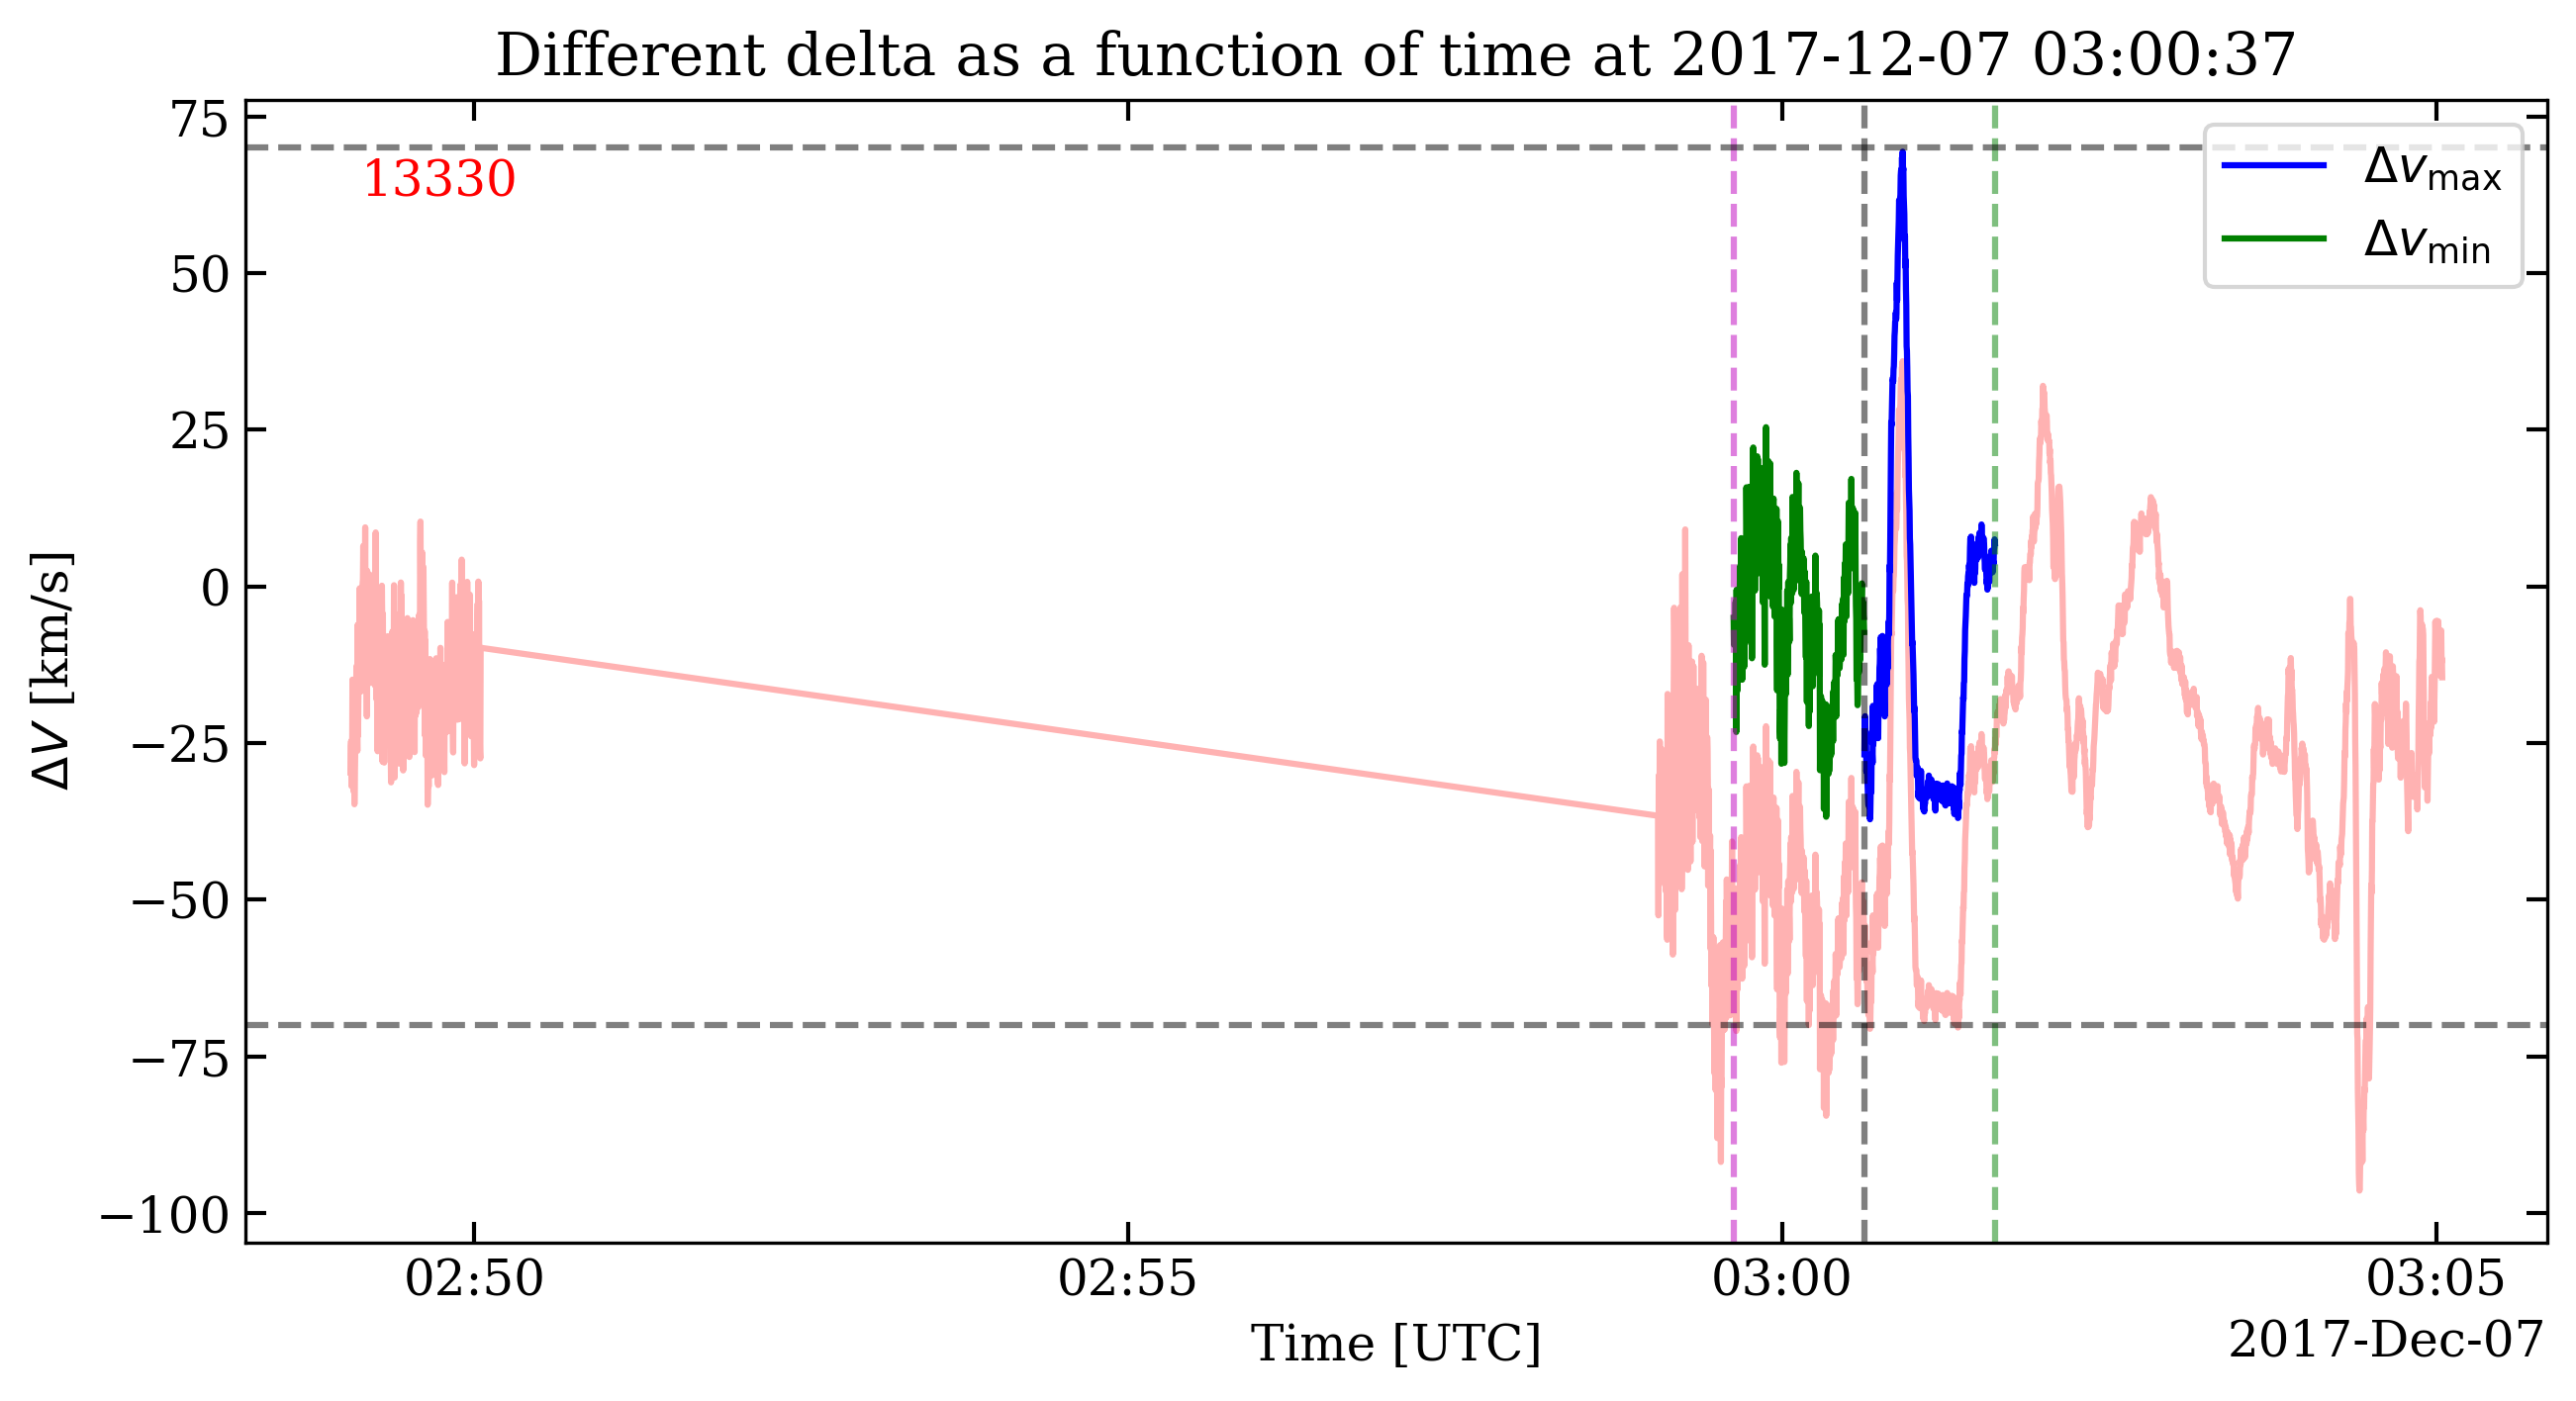 Different delta as a function of time at 2017-12-07 03:00:37
75
50
25
0
−25
−50
−75
−100
ΔV [km/s]
13330
Δv_max
Δv_min
02:50 02:55 03:00 03:05
Time [UTC]
2017-Dec-07